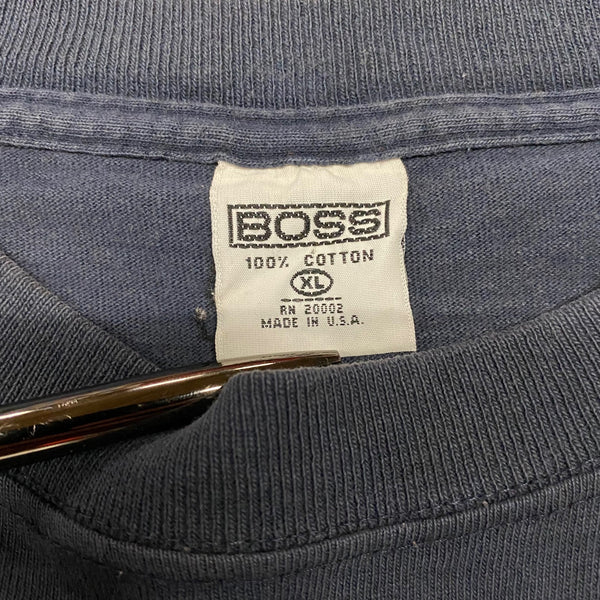 BOSS
100% COTTON
XL
RN 20002
MADE IN U.S.A.